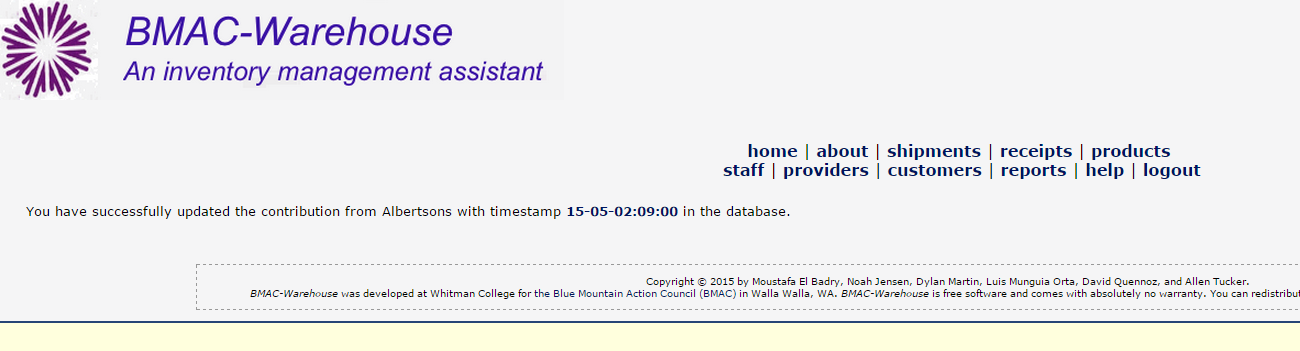 BMAC-Warehouse
An inventory management assistant
home | about | shipments | receipts | products
staff | providers | customers | reports | help | logout
You have successfully updated the contribution from Albertsons with timestamp 15-05-02:09:00 in the database.
Copyright © 2015 by Moustafa El Badry, Noah Jensen, Dylan Martin, Luis Munguia Orta, David Quennoz, and Allen Tucker.
BMAC-Warehouse was developed at Whitman College for the Blue Mountain Action Council (BMAC) in Walla Walla, WA. BMAC-Warehouse is free software and comes with absolutely no warranty. You can